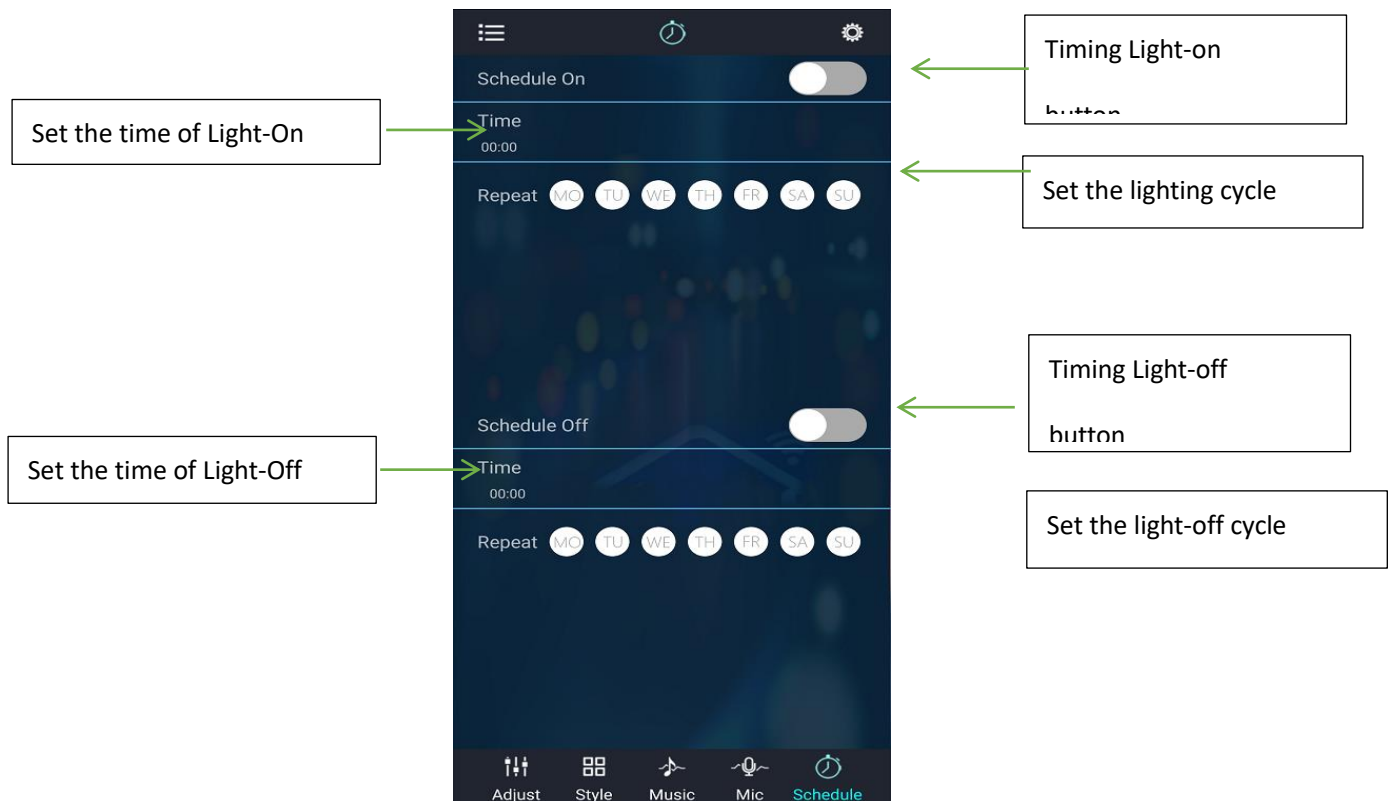 Schedule On
Time
00:00
Repeat MO TU WE TH FR SA SU
Schedule Off
Time
00:00
Repeat MO TU WE TH FR SA SU
Adjust Style Music Mic Schedule
Set the time of Light-On
Set the time of Light-Off
Timing Light-on
button
Set the lighting cycle
Timing Light-off
button
Set the light-off cycle